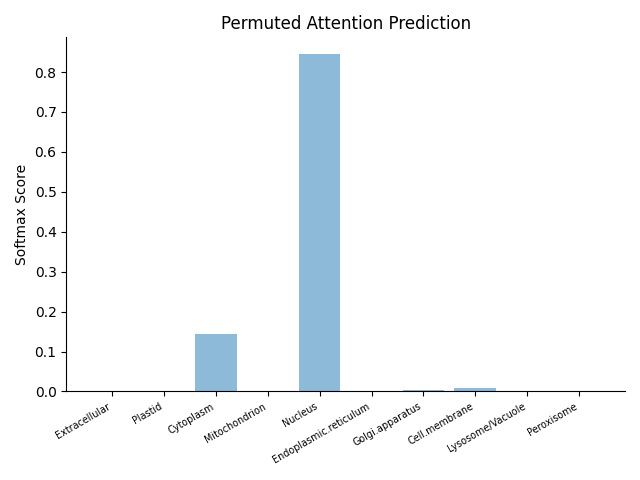 Permuted Attention Prediction
Softmax Score
0.8
0.7
0.6
0.5
0.4
0.3
0.2
0.1
0.0
Extracellular
Plastid
Cytoplasm
Mitochondrion
Nucleus
Endoplasmic.reticulum
Golgi.apparatus
Cell.membrane
Lysosome/Vacuole
Peroxisome